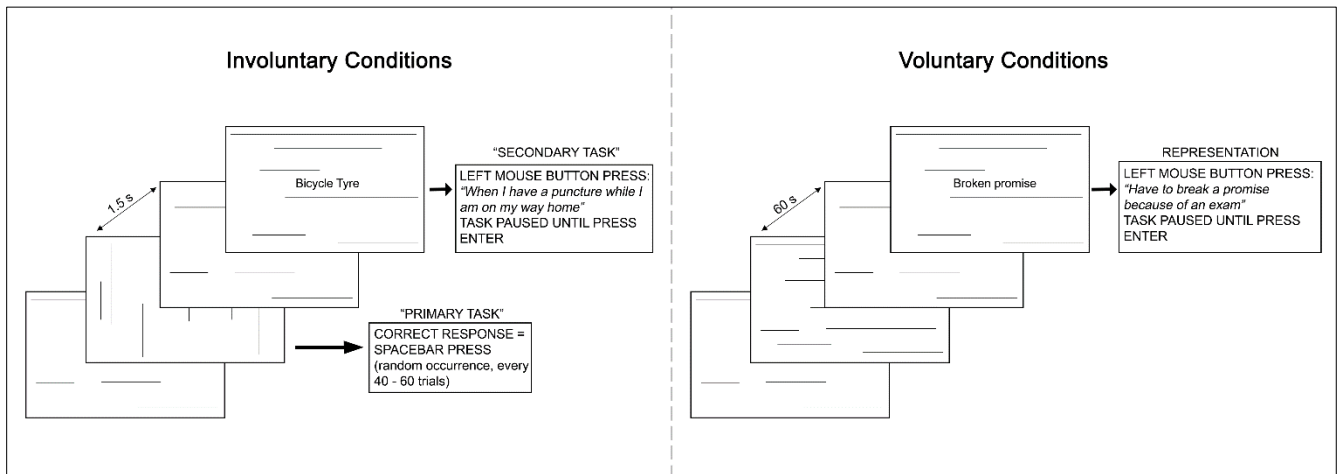 Involuntary Conditions
1.5 s
Bicycle Tyre
"SECONDARY TASK"
LEFT MOUSE BUTTON PRESS:
"When I have a puncture while I
am on my way home"
TASK PAUSED UNTIL PRESS
ENTER
"PRIMARY TASK"
CORRECT RESPONSE =
SPACEBAR PRESS
(random occurrence, every
40 - 60 trials)
Voluntary Conditions
60 s
Broken promise
REPRESENTATION
LEFT MOUSE BUTTON PRESS:
"Have to break a promise
because of an exam"
TASK PAUSED UNTIL PRESS
ENTER